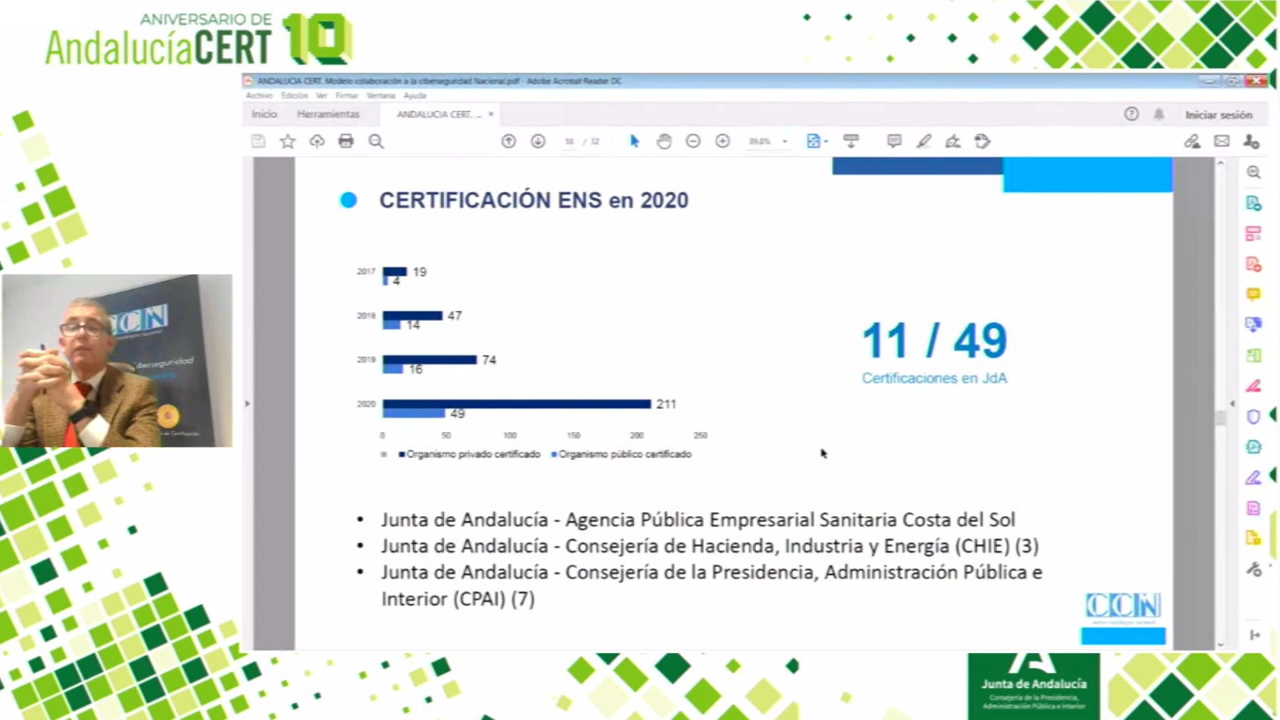 ANIVERSARIO DE
AndalucíaCERT 10
ANDALUCIA CERT. Modelo colaboración a la ciberseguridad Nacional.pdf - Adobe Acrobat Reader DC
Archivo Edición Ver Firmar Ventana Ayuda
Inicio Herramientas ANDALUCIA CERT. ... × Iniciar sesión
/ 32
CERTIFICACIÓN ENS en 2020
2017 19
4
2018 47
14
2019 74
16
2020 211
49
0 50 100 150 200 250
Organismo privado certificado Organismo público certificado
11 / 49
Certificaciones en JdA
• Junta de Andalucía - Agencia Pública Empresarial Sanitaria Costa del Sol
• Junta de Andalucía - Consejería de Hacienda, Industria y Energía (CHIE) (3)
• Junta de Andalucía - Consejería de la Presidencia, Administración Pública e
Interior (CPAI) (7)
CCN
CCN
Junta de Andalucía
Consejería de la Presidencia,
Administración Pública e Interior